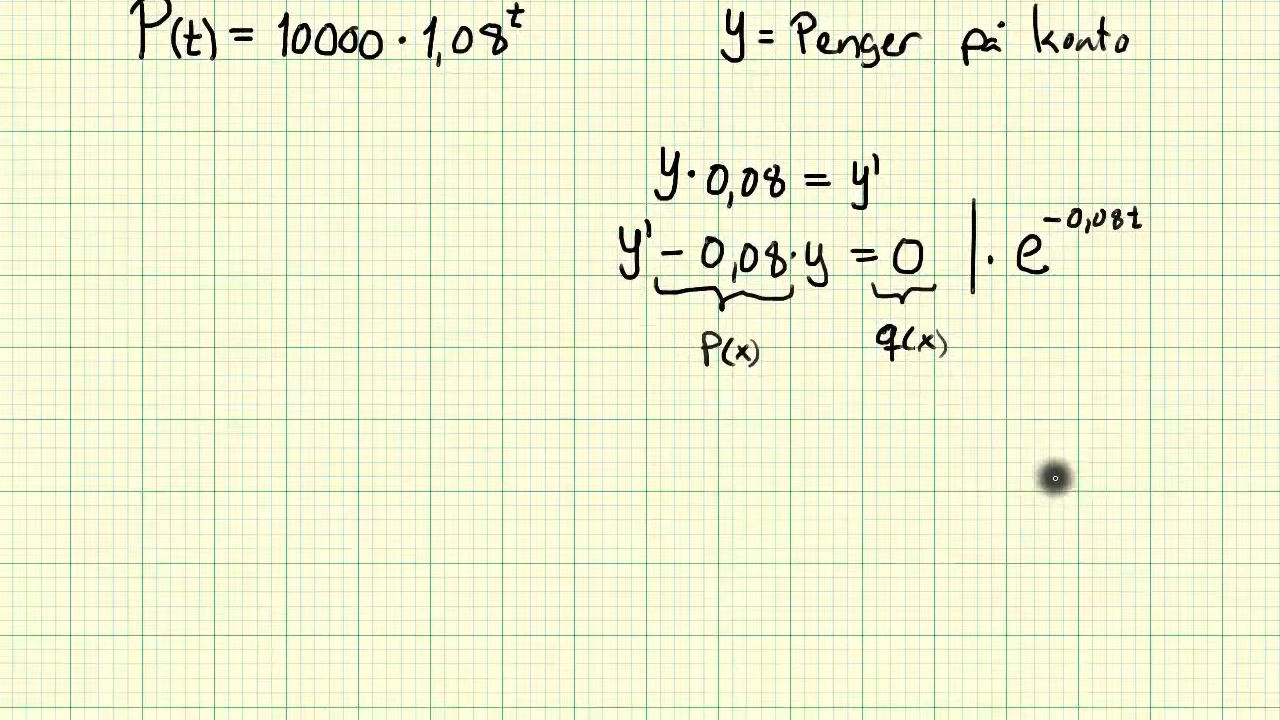 P(t) = 10000 · 1,08^t
y = Penger på konto
y · 0,08 = y'
y' - 0,08 · y = 0 | · e^-0,08t
p(x)
q(x)